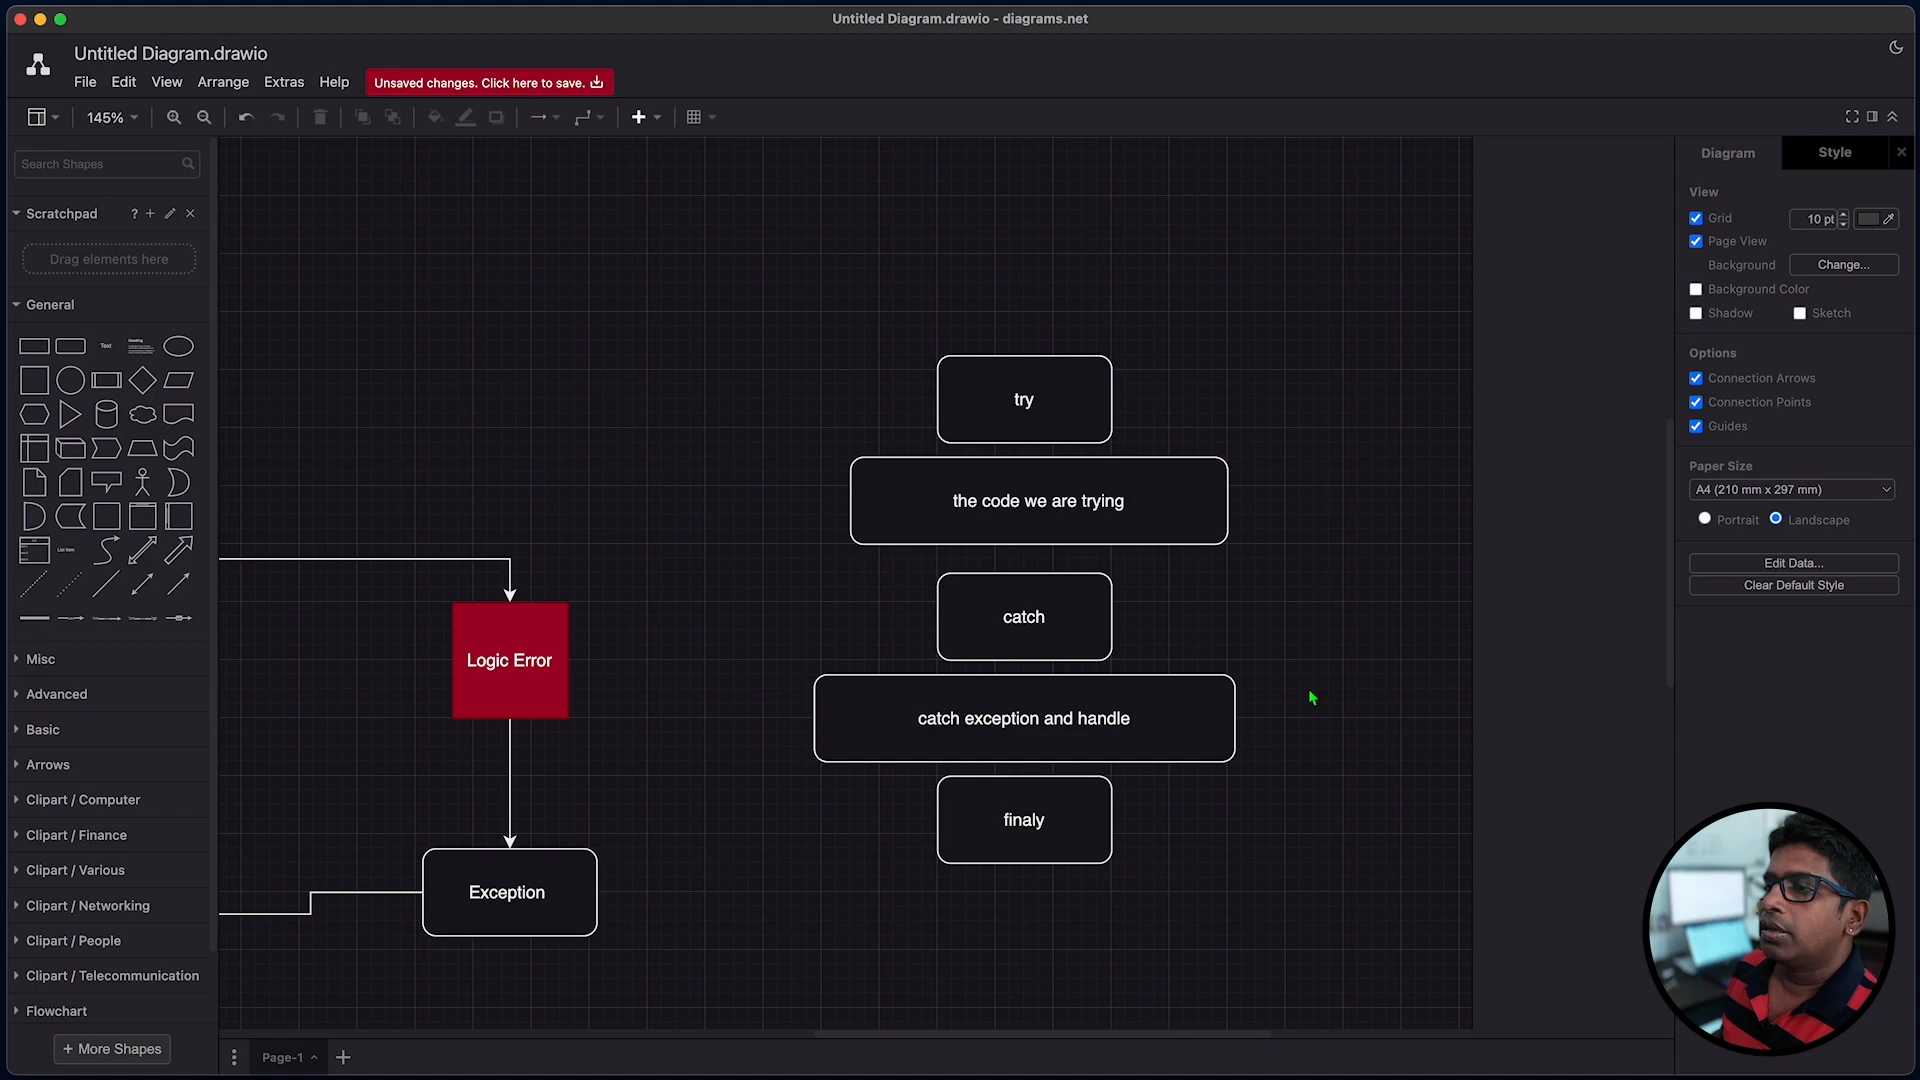 Untitled Diagram.drawio - diagrams.net
Untitled Diagram.drawio
File Edit View Arrange Extras Help Unsaved changes. Click here to save.
145%
Search Shapes
Scratchpad ? + ✕
Drag elements here
General
Text
Heading
List Item
Misc
Advanced
Basic
Arrows
Clipart / Computer
Clipart / Finance
Clipart / Various
Clipart / Networking
Clipart / People
Clipart / Telecommunication
Flowchart
+ More Shapes
try
the code we are trying
catch
catch exception and handle
finaly
Logic Error
Exception
Page-1
Diagram Style
View
Grid 10 pt
Page View
Background Change...
Background Color
Shadow Sketch
Options
Connection Arrows
Connection Points
Guides
Paper Size
A4 (210 mm x 297 mm)
Portrait Landscape
Edit Data...
Clear Default Style